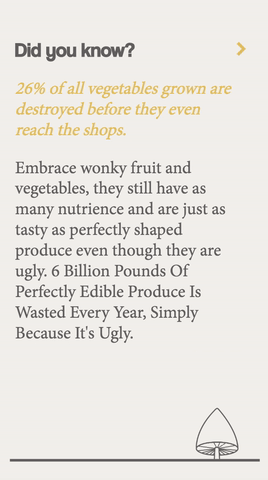 Did you know?
26% of all vegetables grown are
destroyed before they even
reach the shops.
Embrace wonky fruit and
vegetables, they still have as
many nutrience and are just as
tasty as perfectly shaped
produce even though they are
ugly. 6 Billion Pounds Of
Perfectly Edible Produce Is
Wasted Every Year, Simply
Because It's Ugly.